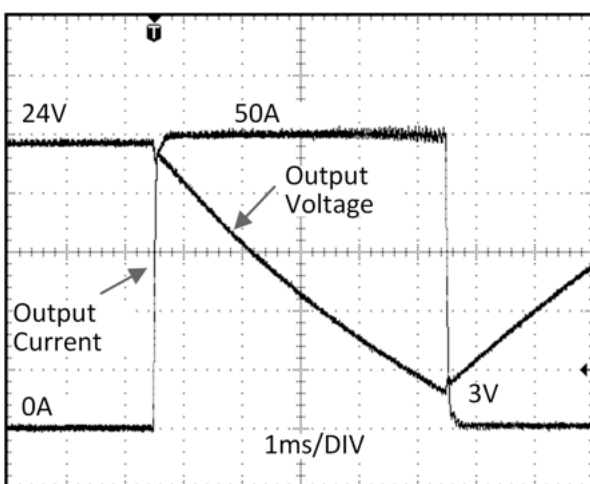 T
24V
50A
Output
Voltage
Output
Current
0A
3V
1ms/DIV